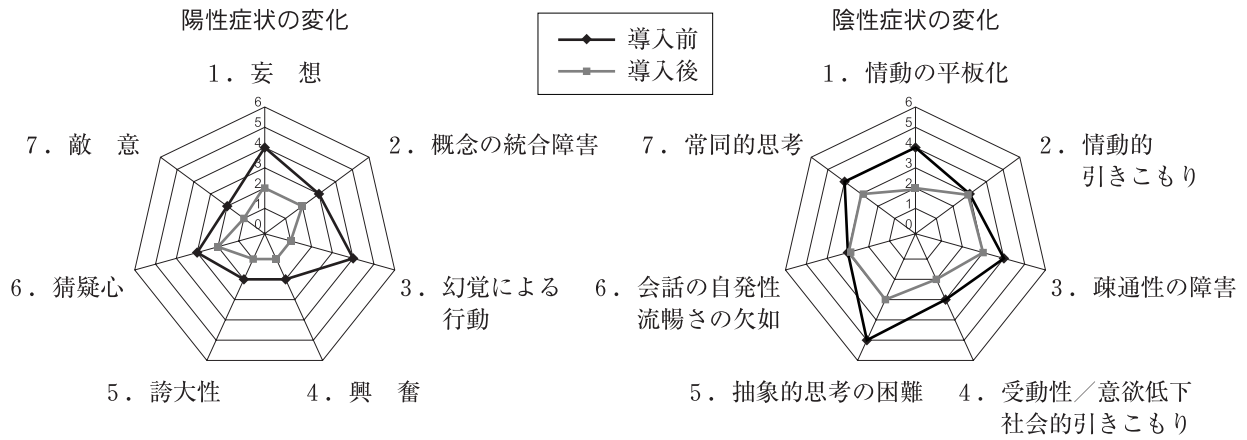 陽性症状の変化
1．妄　想
2．概念の統合障害
3．幻覚による
行動
4．興　奮
5．誇大性
6．猜疑心
7．敵　意
6
5
4
3
2
1
0
導入前
導入後
陰性症状の変化
1．情動の平板化
2．情動的
引きこもり
3．疎通性の障害
4．受動性／意欲低下
社会的引きこもり
5．抽象的思考の困難
6．会話の自発性
流暢さの欠如
7．常同的思考
6
5
4
3
2
1
0